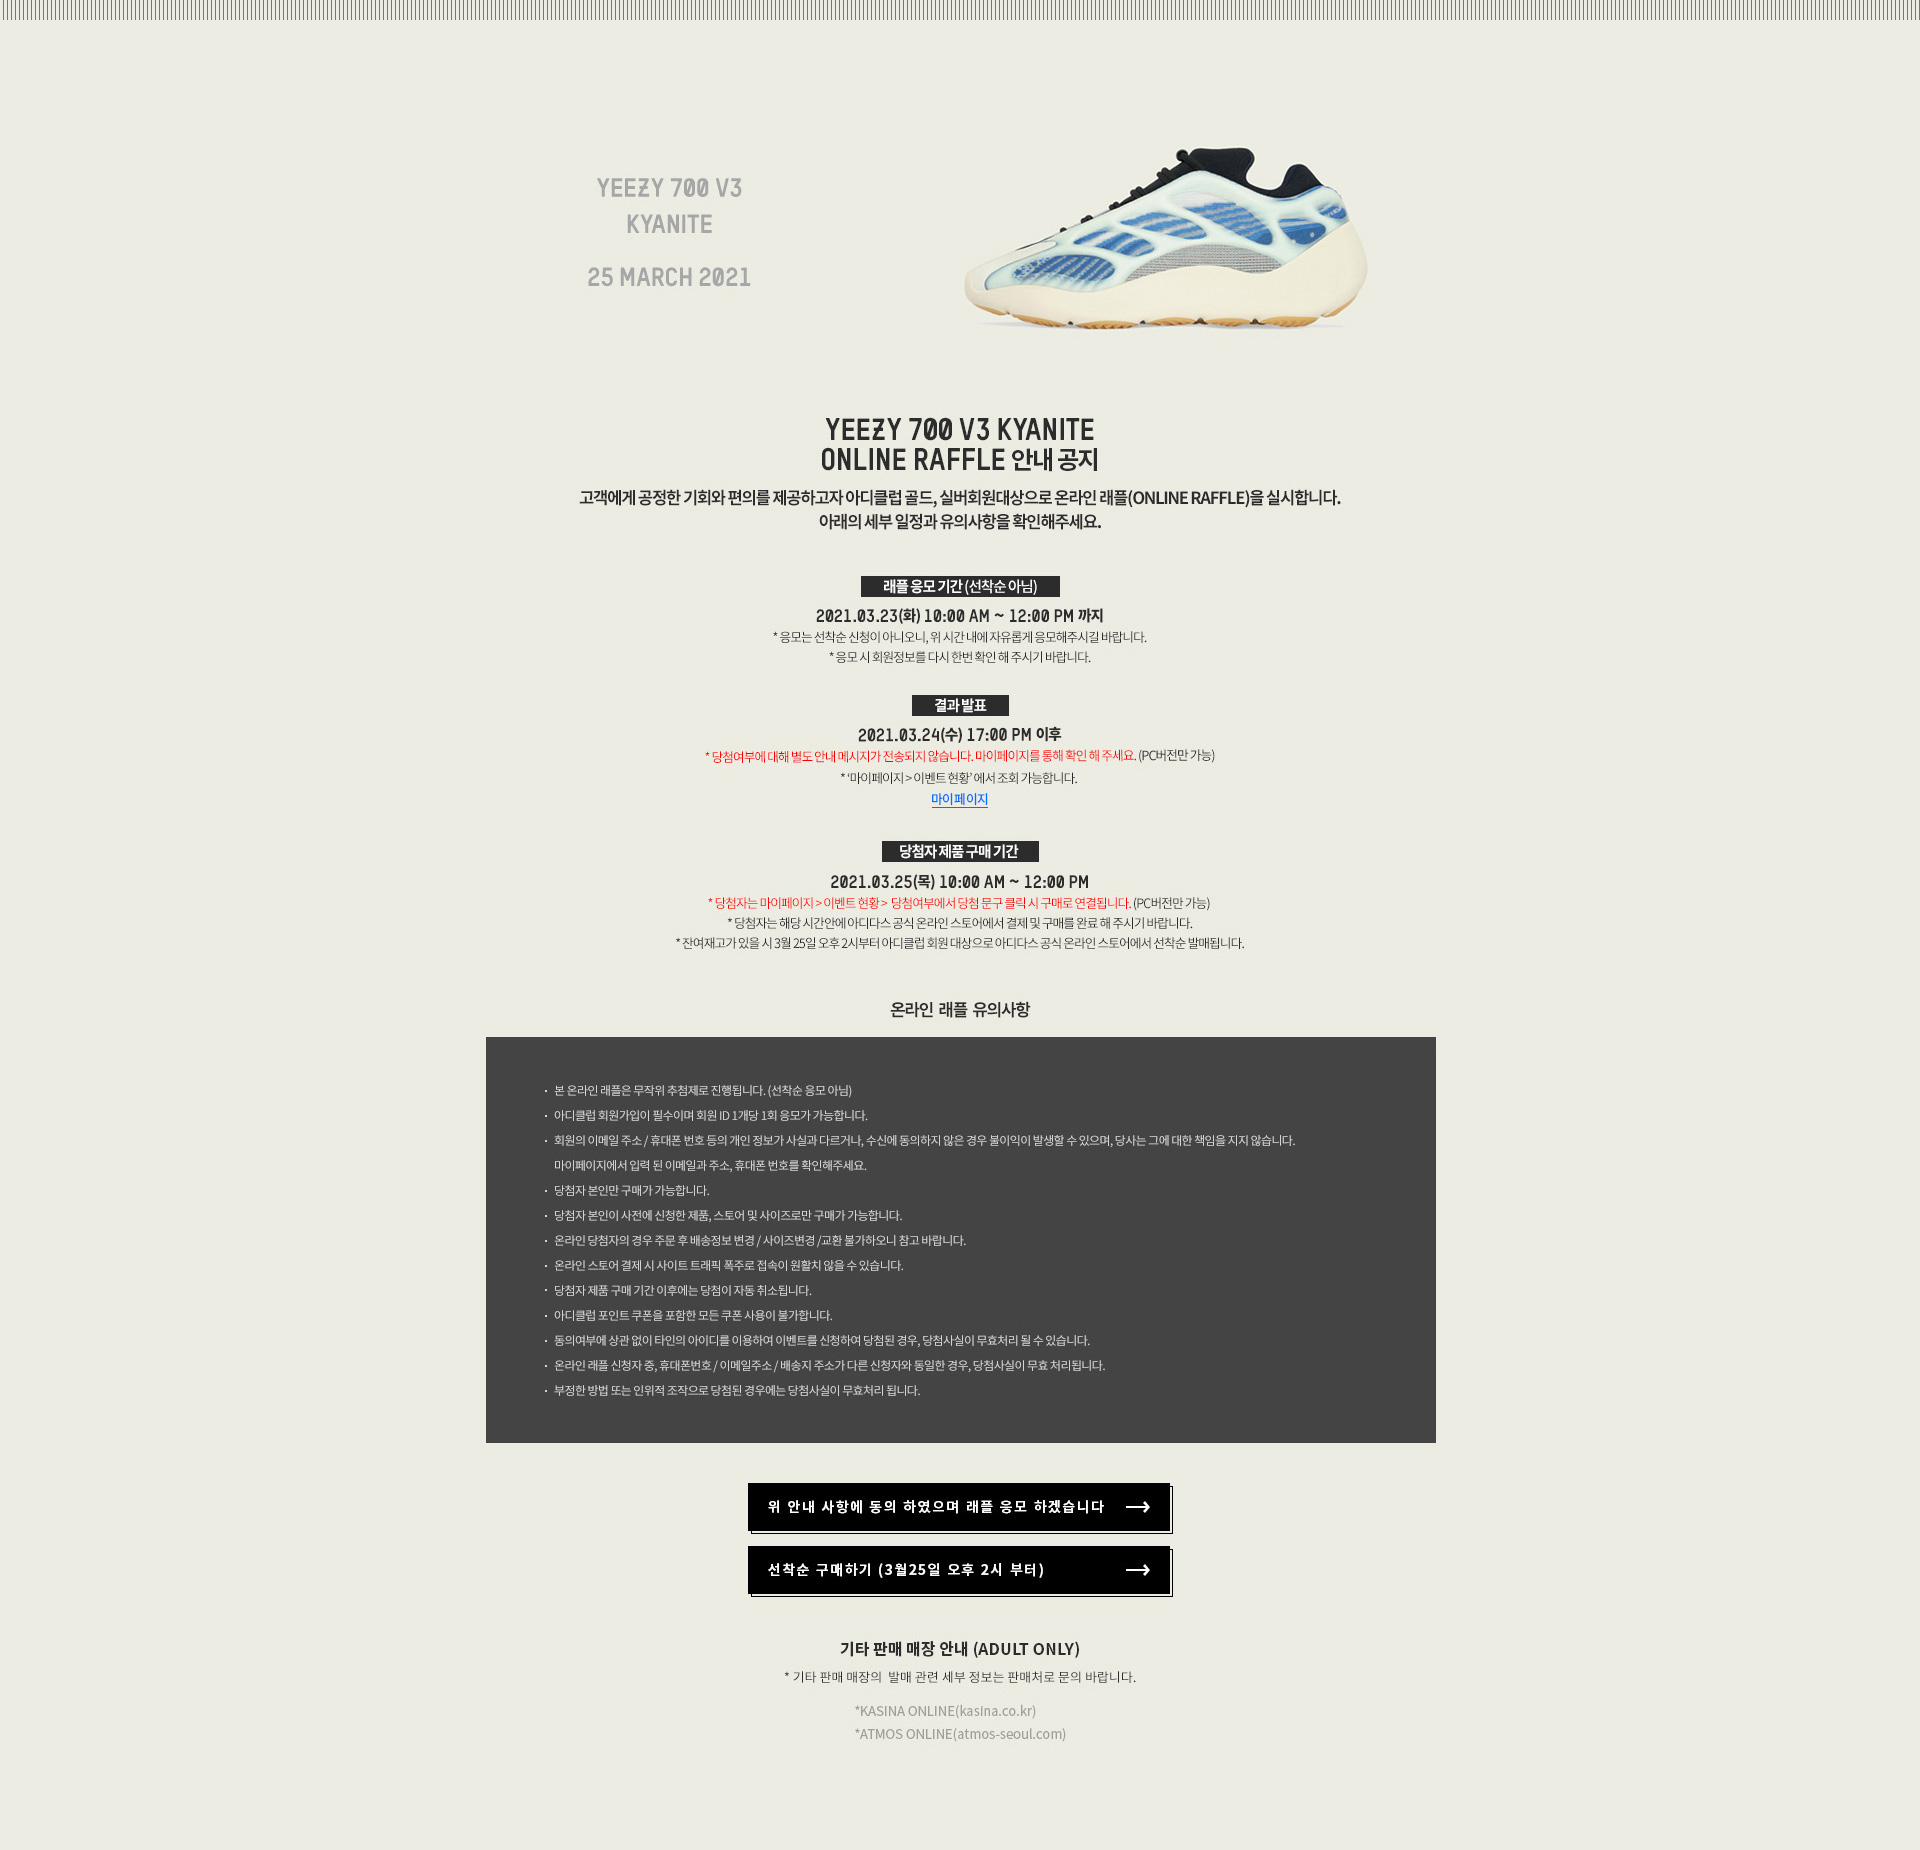 YEEZY 700 V3
KYANITE
25 MARCH 2021
YEEZY 700 V3 KYANITE
ONLINE RAFFLE 안내 공지
고객에게 공정한 기회와 편의를 제공하고자 아디클럽 골드, 실버회원대상으로 온라인 래플(ONLINE RAFFLE)을 실시합니다.
아래의 세부 일정과 유의사항을 확인해주세요.
래플 응모 기간 (선착순 아님)
2021.03.23(화) 10:00 AM ~ 12:00 PM 까지
* 응모는 선착순 신청이 아니오니, 위 시간 내에 자유롭게 응모해주시길 바랍니다.
* 응모 시 회원정보를 다시 한번 확인 해 주시기 바랍니다.
결과 발표
2021.03.24(수) 17:00 PM 이후
* 당첨여부에 대해 별도 안내 메시지가 전송되지 않습니다. 마이페이지를 통해 확인 해 주세요. (PC버전만 가능)
* ‘마이페이지 > 이벤트 현황’ 에서 조회 가능합니다.
마이페이지
당첨자 제품 구매 기간
2021.03.25(목) 10:00 AM ~ 12:00 PM
* 당첨자는 마이페이지 > 이벤트 현황 > 당첨여부에서 당첨 문구 클릭 시 구매로 연결됩니다. (PC버전만 가능)
* 당첨자는 해당 시간안에 아디다스 공식 온라인 스토어에서 결제 및 구매를 완료 해 주시기 바랍니다.
* 잔여재고가 있을 시 3월 25일 오후 2시부터 아디클럽 회원 대상으로 아디다스 공식 온라인 스토어에서 선착순 발매됩니다.
온라인 래플 유의사항
· 본 온라인 래플은 무작위 추첨제로 진행됩니다. (선착순 응모 아님)
· 아디클럽 회원가입이 필수이며 회원 ID 1개당 1회 응모가 가능합니다.
· 회원의 이메일 주소 / 휴대폰 번호 등의 개인 정보가 사실과 다르거나, 수신에 동의하지 않은 경우 불이익이 발생할 수 있으며, 당사는 그에 대한 책임을 지지 않습니다.
마이페이지에서 입력 된 이메일과 주소, 휴대폰 번호를 확인해주세요.
· 당첨자 본인만 구매가 가능합니다.
· 당첨자 본인이 사전에 신청한 제품, 스토어 및 사이즈로만 구매가 가능합니다.
· 온라인 당첨자의 경우 주문 후 배송정보 변경 / 사이즈변경 /교환 불가하오니 참고 바랍니다.
· 온라인 스토어 결제 시 사이트 트래픽 폭주로 접속이 원활치 않을 수 있습니다.
· 당첨자 제품 구매 기간 이후에는 당첨이 자동 취소됩니다.
· 아디클럽 포인트 쿠폰을 포함한 모든 쿠폰 사용이 불가합니다.
· 동의여부에 상관 없이 타인의 아이디를 이용하여 이벤트를 신청하여 당첨된 경우, 당첨사실이 무효처리 될 수 있습니다.
· 온라인 래플 신청자 중, 휴대폰번호 / 이메일주소 / 배송지 주소가 다른 신청자와 동일한 경우, 당첨사실이 무효 처리됩니다.
· 부정한 방법 또는 인위적 조작으로 당첨된 경우에는 당첨사실이 무효처리 됩니다.
위 안내 사항에 동의 하였으며 래플 응모 하겠습니다
선착순 구매하기 (3월25일 오후 2시 부터)
기타 판매 매장 안내 (ADULT ONLY)
* 기타 판매 매장의 발매 관련 세부 정보는 판매처로 문의 바랍니다.
*KASINA ONLINE(kasina.co.kr)
*ATMOS ONLINE(atmos-seoul.com)